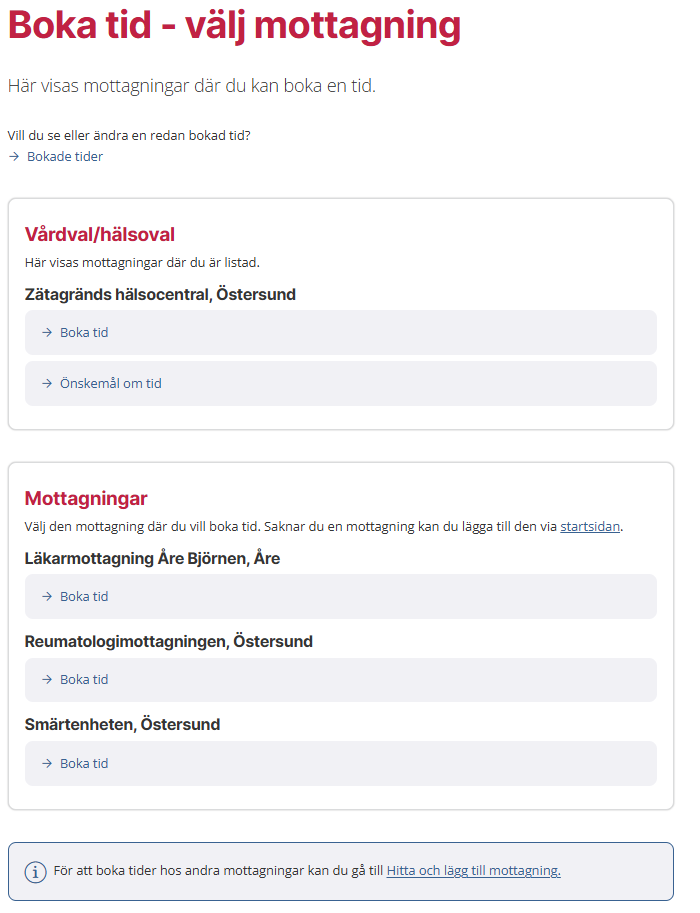 Boka tid - välj mottagning
Här visas mottagningar där du kan boka en tid.
Vill du se eller ändra en redan bokad tid?
→ Bokade tider
Vårdval/hälsoval
Här visas mottagningar där du är listad.
Zätagränds hälsocentral, Östersund
→ Boka tid
→ Önskemål om tid
Mottagningar
Välj den mottagning där du vill boka tid. Saknar du en mottagning kan du lägga till den via startsidan.
Läkarmottagning Åre Björnen, Åre
→ Boka tid
Reumatologimottagningen, Östersund
→ Boka tid
Smärtenheten, Östersund
→ Boka tid
För att boka tider hos andra mottagningar kan du gå till Hitta och lägg till mottagning.